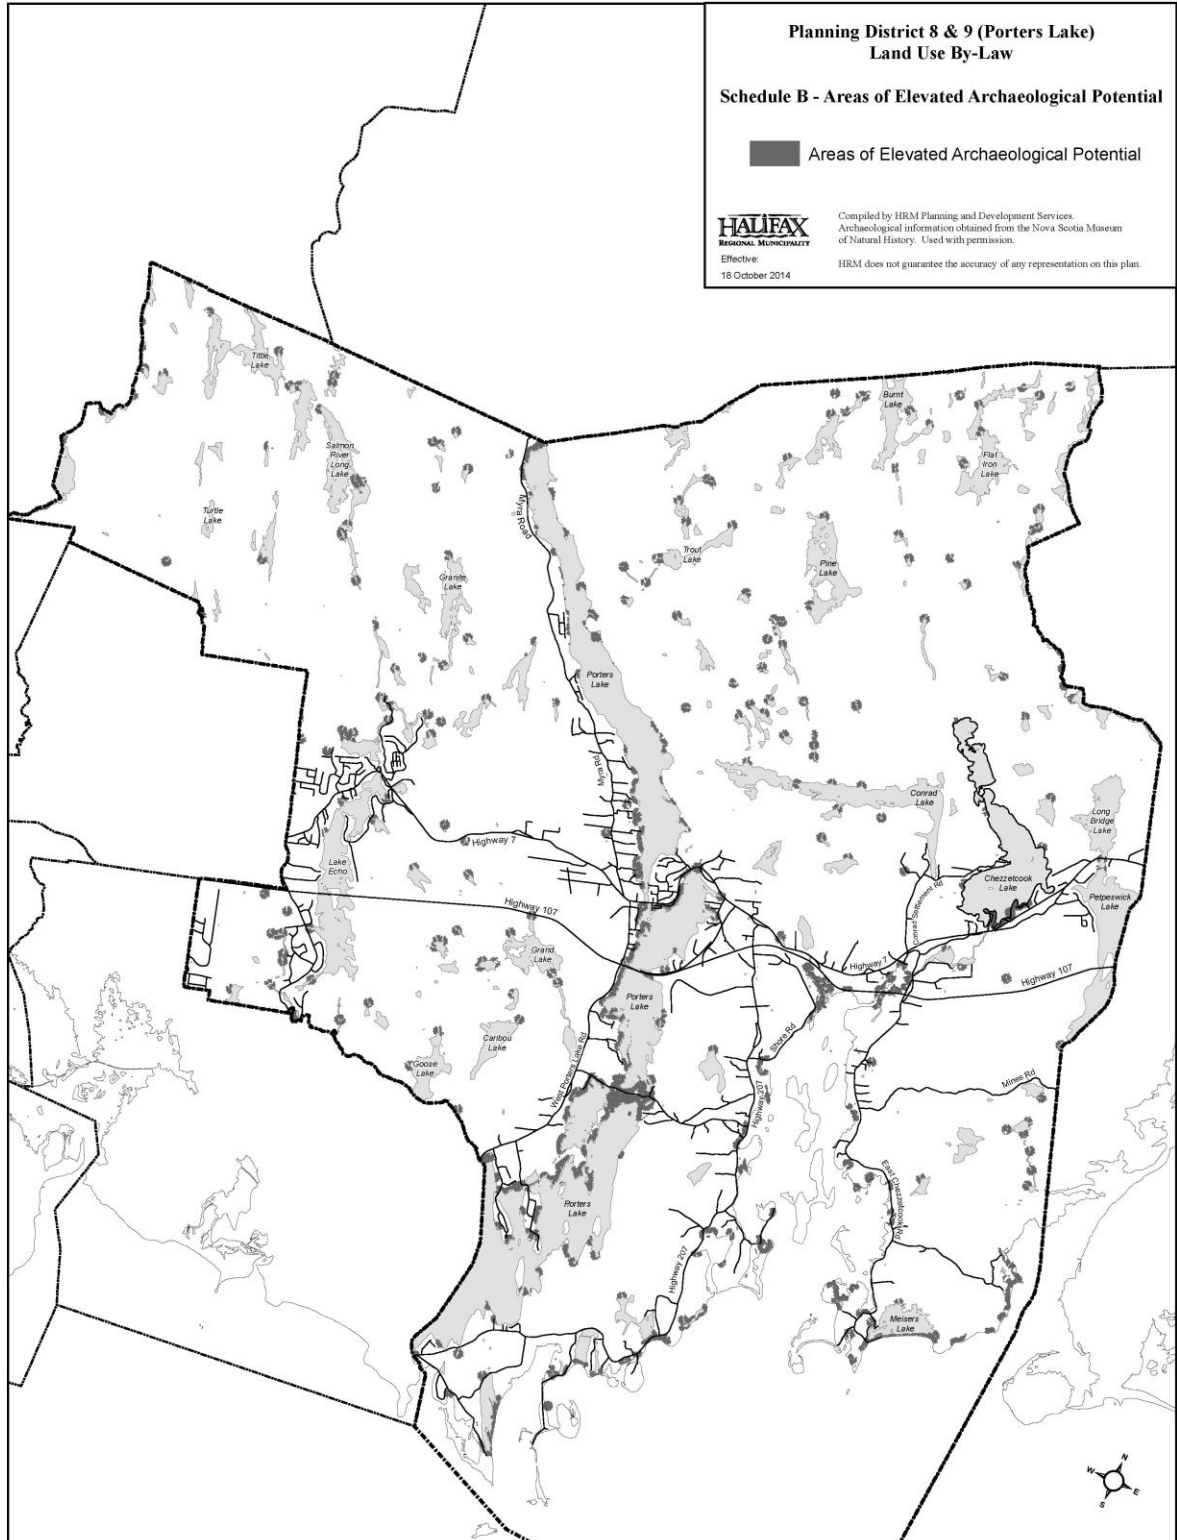 Planning District 8 & 9 (Porters Lake)
Land Use By-Law
Schedule B - Areas of Elevated Archaeological Potential
Areas of Elevated Archaeological Potential
HALIFAX
REGIONAL MUNICIPALITY
Effective:
18 October 2014
Compiled by HRM Planning and Development Services.
Archaeological information obtained from the Nova Scotia Museum
of Natural History. Used with permission.
HRM does not guarantee the accuracy of any representation on this plan.
Tittle
Lake
Burnt
Lake
Salmon
River
Long
Lake
Flat
Iron
Lake
Myra Road
Turtle
Lake
Trout
Lake
Pine
Lake
Granite
Lake
Porters
Lake
Myra Rd
Conrad
Lake
Long
Bridge
Lake
Highway 7
Lake
Echo
Chezzetcook
Lake
Petpeswick
Lake
Conrad Settlement Rd
Highway 107
Grand
Lake
Highway 7
Highway 107
Porters
Lake
Caribou
Lake
Goose
Lake
West Porters Lake Rd
Shore Rd
Mines Rd
Highway 207
East Chezzetcook Rd
Porters
Lake
Highway 207
Meisers
Lake
N
W
E
S